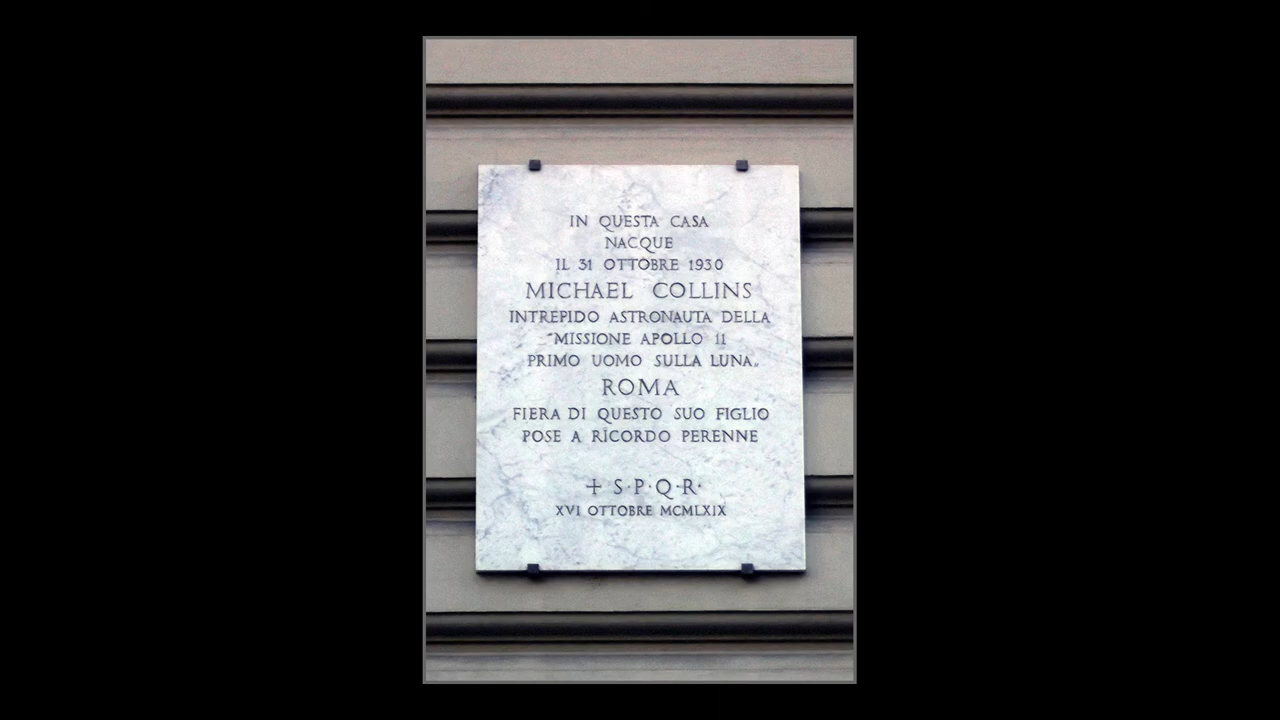 IN QUESTA CASA
NACQUE
IL 31 OTTOBRE 1930
MICHAEL COLLINS
INTREPIDO ASTRONAUTA DELLA
"MISSIONE APOLLO 11
PRIMO UOMO SULLA LUNA„
ROMA
FIERA DI QUESTO SUO FIGLIO
POSE A RICORDO PERENNE
+ S·P·Q·R·
XVI OTTOBRE MCMLXIX